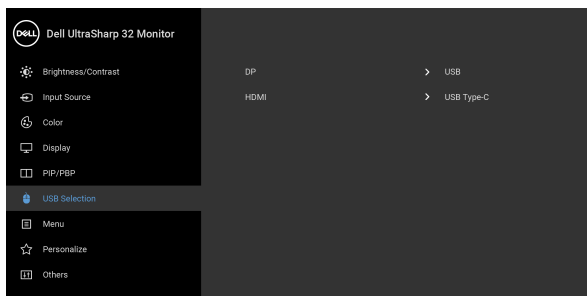 DELL Dell UltraSharp 32 Monitor
Brightness/Contrast DP USB
Input Source HDMI USB Type-C
Color
Display
PIP/PBP
USB Selection
Menu
Personalize
Others